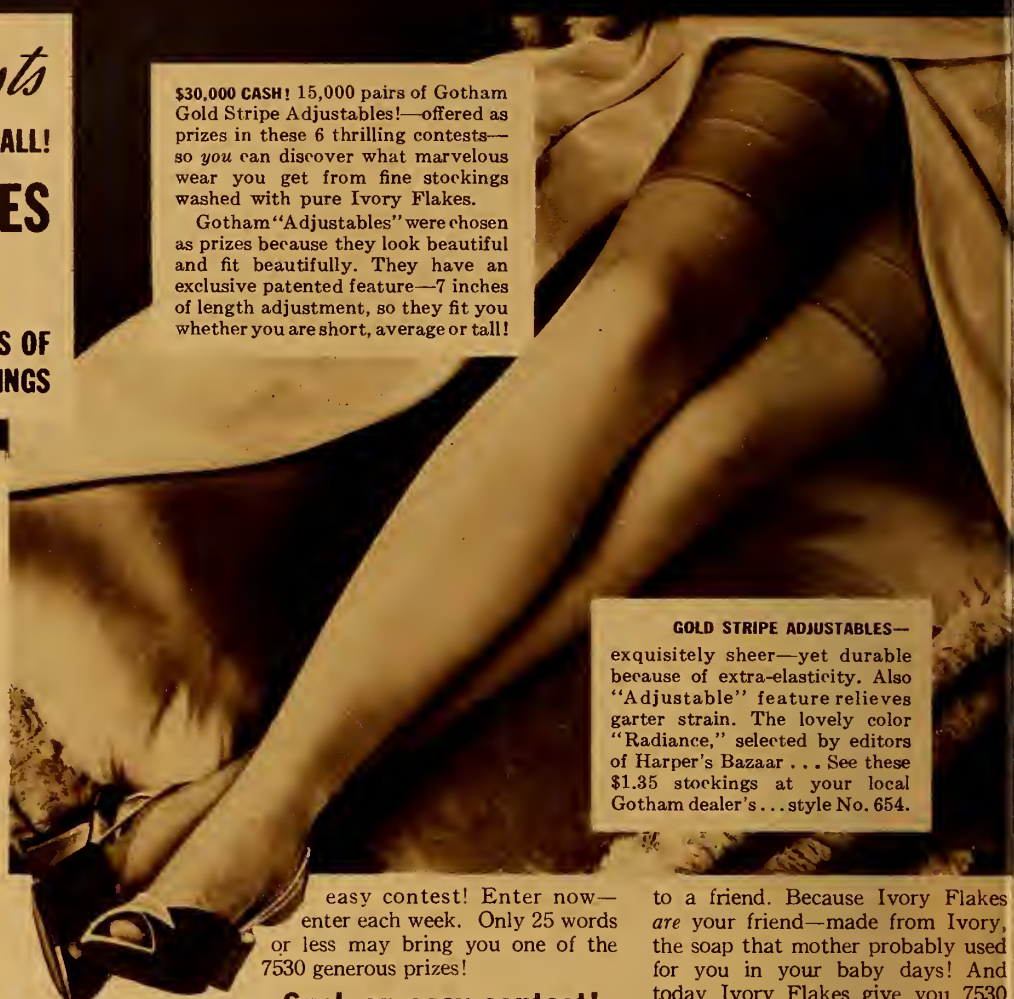 ALL!
ES
S OF
INGS
$30,000 CASH! 15,000 pairs of Gotham
Gold Stripe Adjustables!—offered as
prizes in these 6 thrilling contests—
so you can discover what marvelous
wear you get from fine stockings
washed with pure Ivory Flakes.
Gotham "Adjustables" were chosen
as prizes because they look beautiful
and fit beautifully. They have an
exclusive patented feature—7 inches
of length adjustment, so they fit you
whether you are short, average or tall!
GOLD STRIPE ADJUSTABLES—
exquisitely sheer—yet durable
because of extra-elasticity. Also
"Adjustable" feature relieves
garter strain. The lovely color
"Radiance," selected by editors
of Harper's Bazaar ... See these
$1.35 stockings at your local
Gotham dealer's...style No. 654.
easy contest! Enter now—
enter each week. Only 25 words
or less may bring you one of the
7530 generous prizes!
easy contest!
to a friend. Because Ivory Flakes
are your friend—made from Ivory,
the soap that mother probably used
for you in your baby days! And
today Ivory Flakes give you 7530